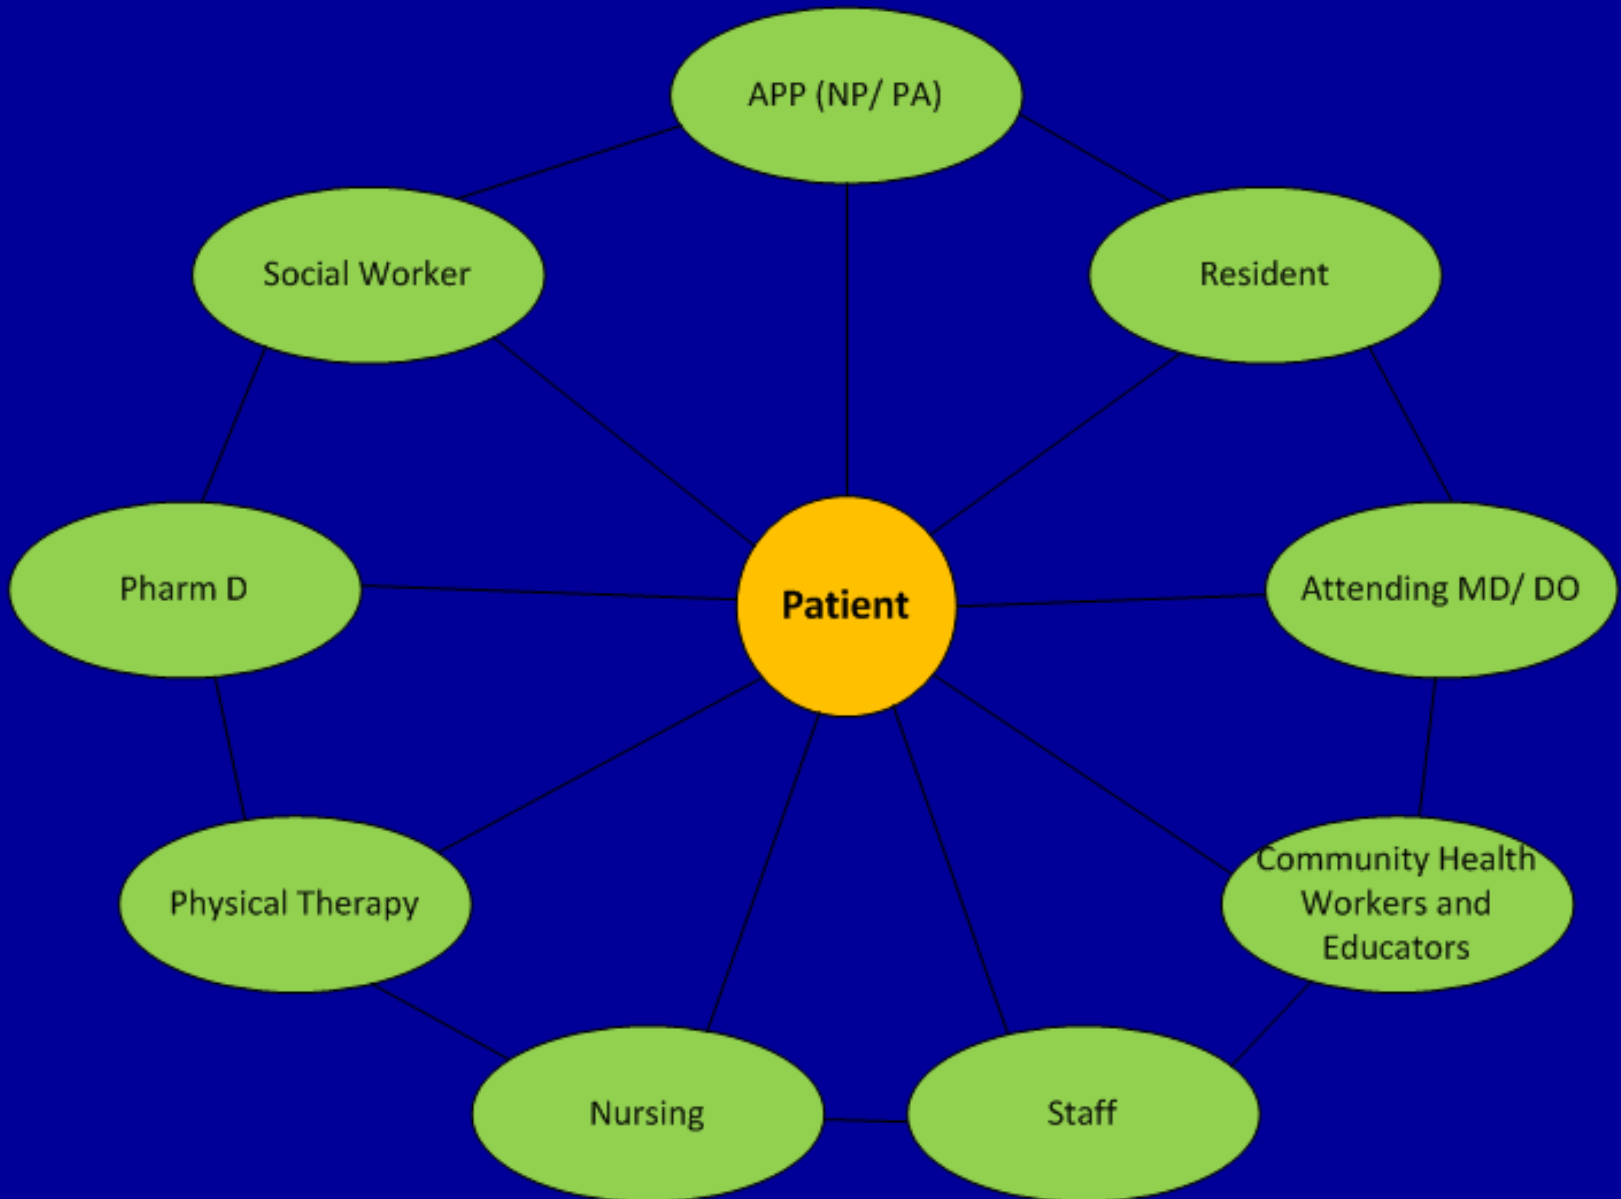 APP (NP/ PA)
Social Worker
Resident
Pharm D
Patient
Attending MD/ DO
Physical Therapy
Community Health
Workers and
Educators
Nursing
Staff